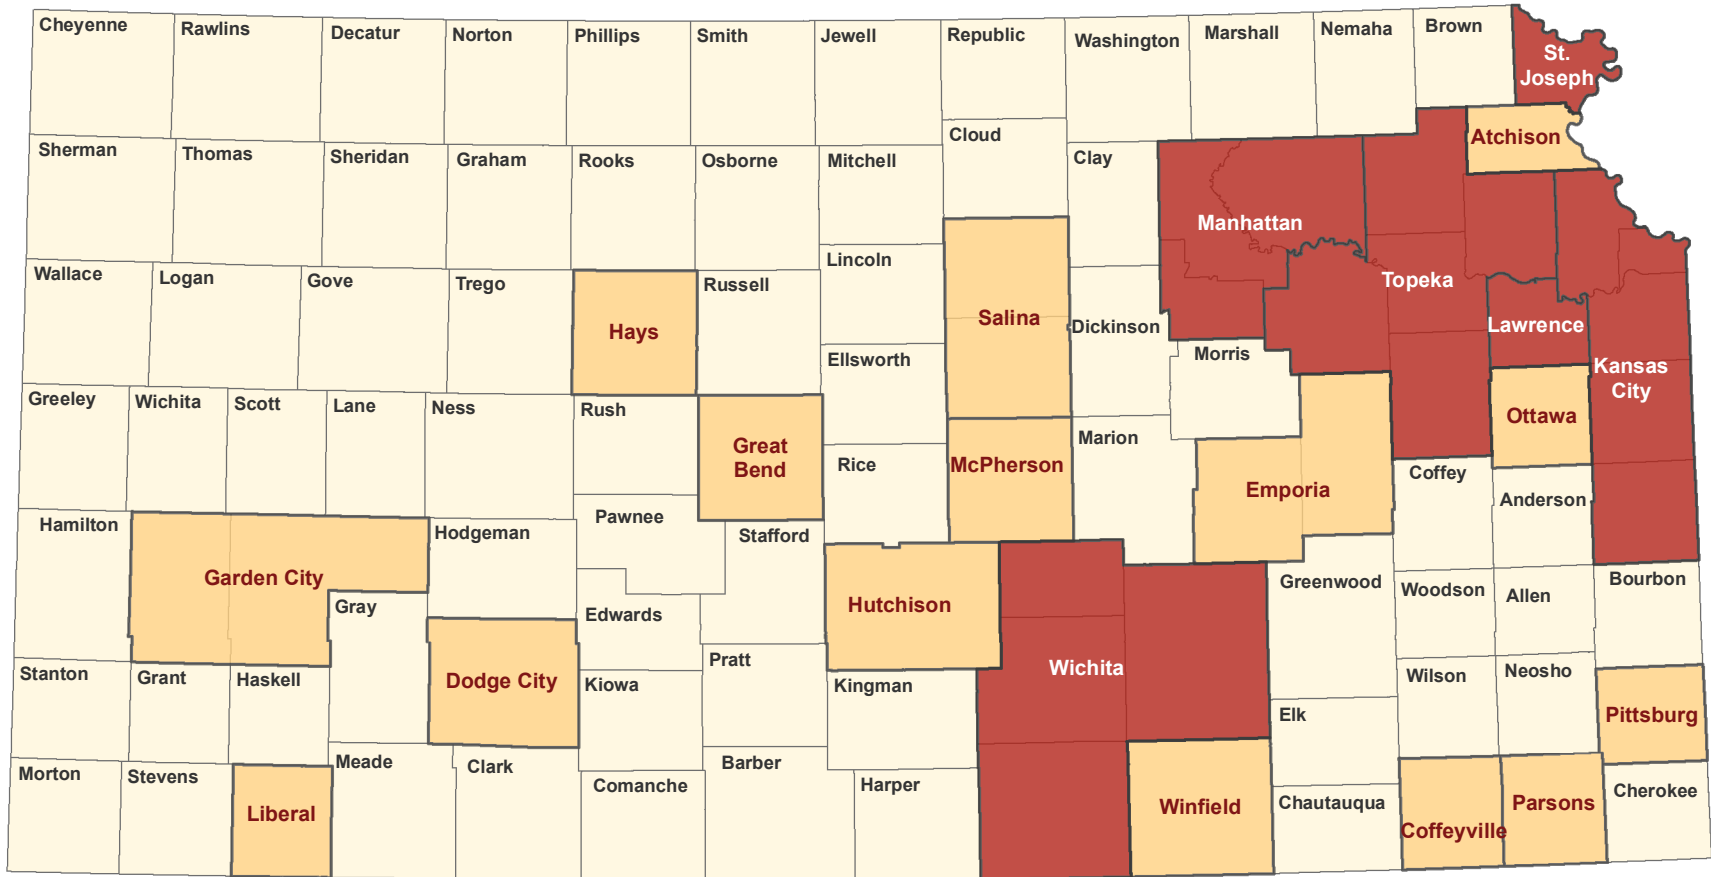 Cheyenne
Rawlins
Decatur
Norton
Phillips
Smith
Jewell
Republic
Washington
Marshall
Nemaha
Brown
St.
Joseph
Atchison
Sherman
Thomas
Sheridan
Graham
Rooks
Osborne
Mitchell
Cloud
Clay
Manhattan
Topeka
Lawrence
Kansas
City
Wallace
Logan
Gove
Trego
Hays
Russell
Lincoln
Salina
Dickinson
Morris
Ellsworth
Greeley
Wichita
Scott
Lane
Ness
Rush
Great
Bend
Rice
McPherson
Marion
Emporia
Coffey
Ottawa
Anderson
Hamilton
Garden City
Hodgeman
Pawnee
Stafford
Hutchison
Gray
Edwards
Wichita
Greenwood
Woodson
Allen
Bourbon
Stanton
Grant
Haskell
Dodge City
Kiowa
Pratt
Kingman
Elk
Wilson
Neosho
Pittsburg
Morton
Stevens
Liberal
Meade
Clark
Comanche
Barber
Harper
Winfield
Chautauqua
Coffeyville
Parsons
Cherokee